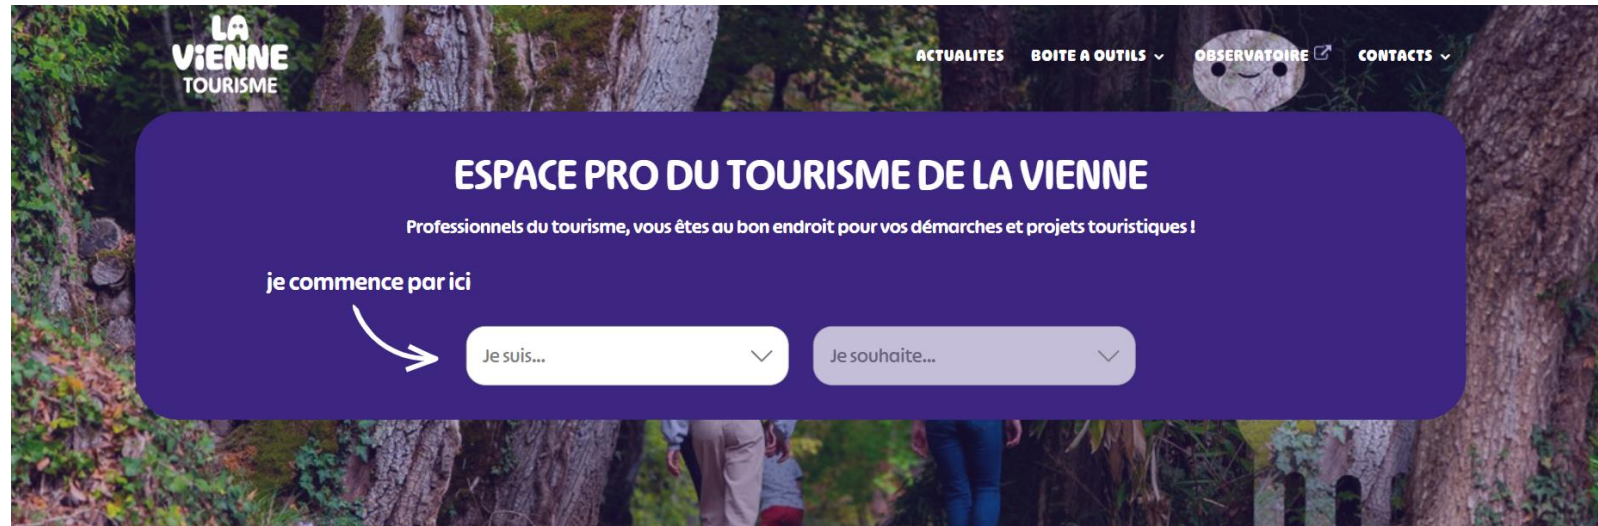 LA
ViENNE
TOURISME
ACTUALITES BOITE A OUTILS OBSERVATOIRE CONTACTS
ESPACE PRO DU TOURISME DE LA VIENNE
Professionnels du tourisme, vous êtes au bon endroit pour vos démarches et projets touristiques !
je commence par ici
Je suis... Je souhaite...